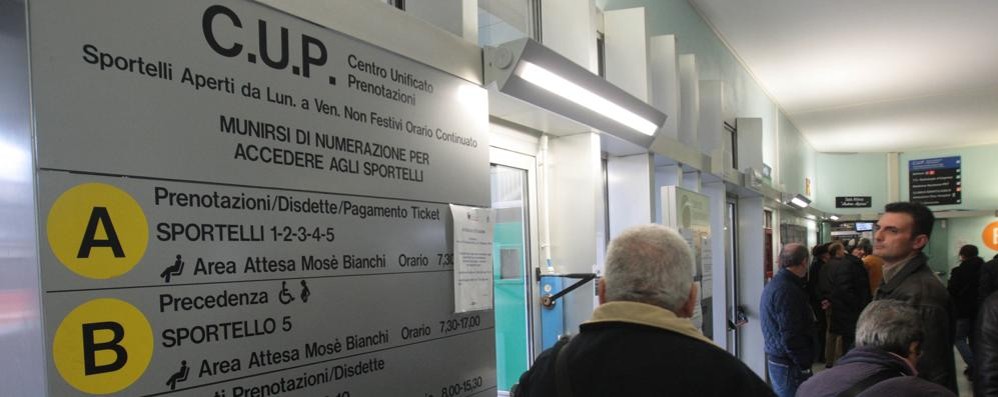 C.U.P. Centro Unificato
Prenotazioni
Sportelli Aperti da Lun. a Ven. Non Festivi Orario Continuato
MUNIRSI DI NUMERAZIONE PER
ACCEDERE AGLI SPORTELLI
A
Prenotazioni/Disdette/Pagamento Ticket
SPORTELLI 1-2-3-4-5
Area Attesa Mosè Bianchi Orario 7,30
B
Precedenza
SPORTELLO 5
Area Attesa Mosè Bianchi Orario 7,30-17,00
Prenotazioni/Disdette
8,00-15,30